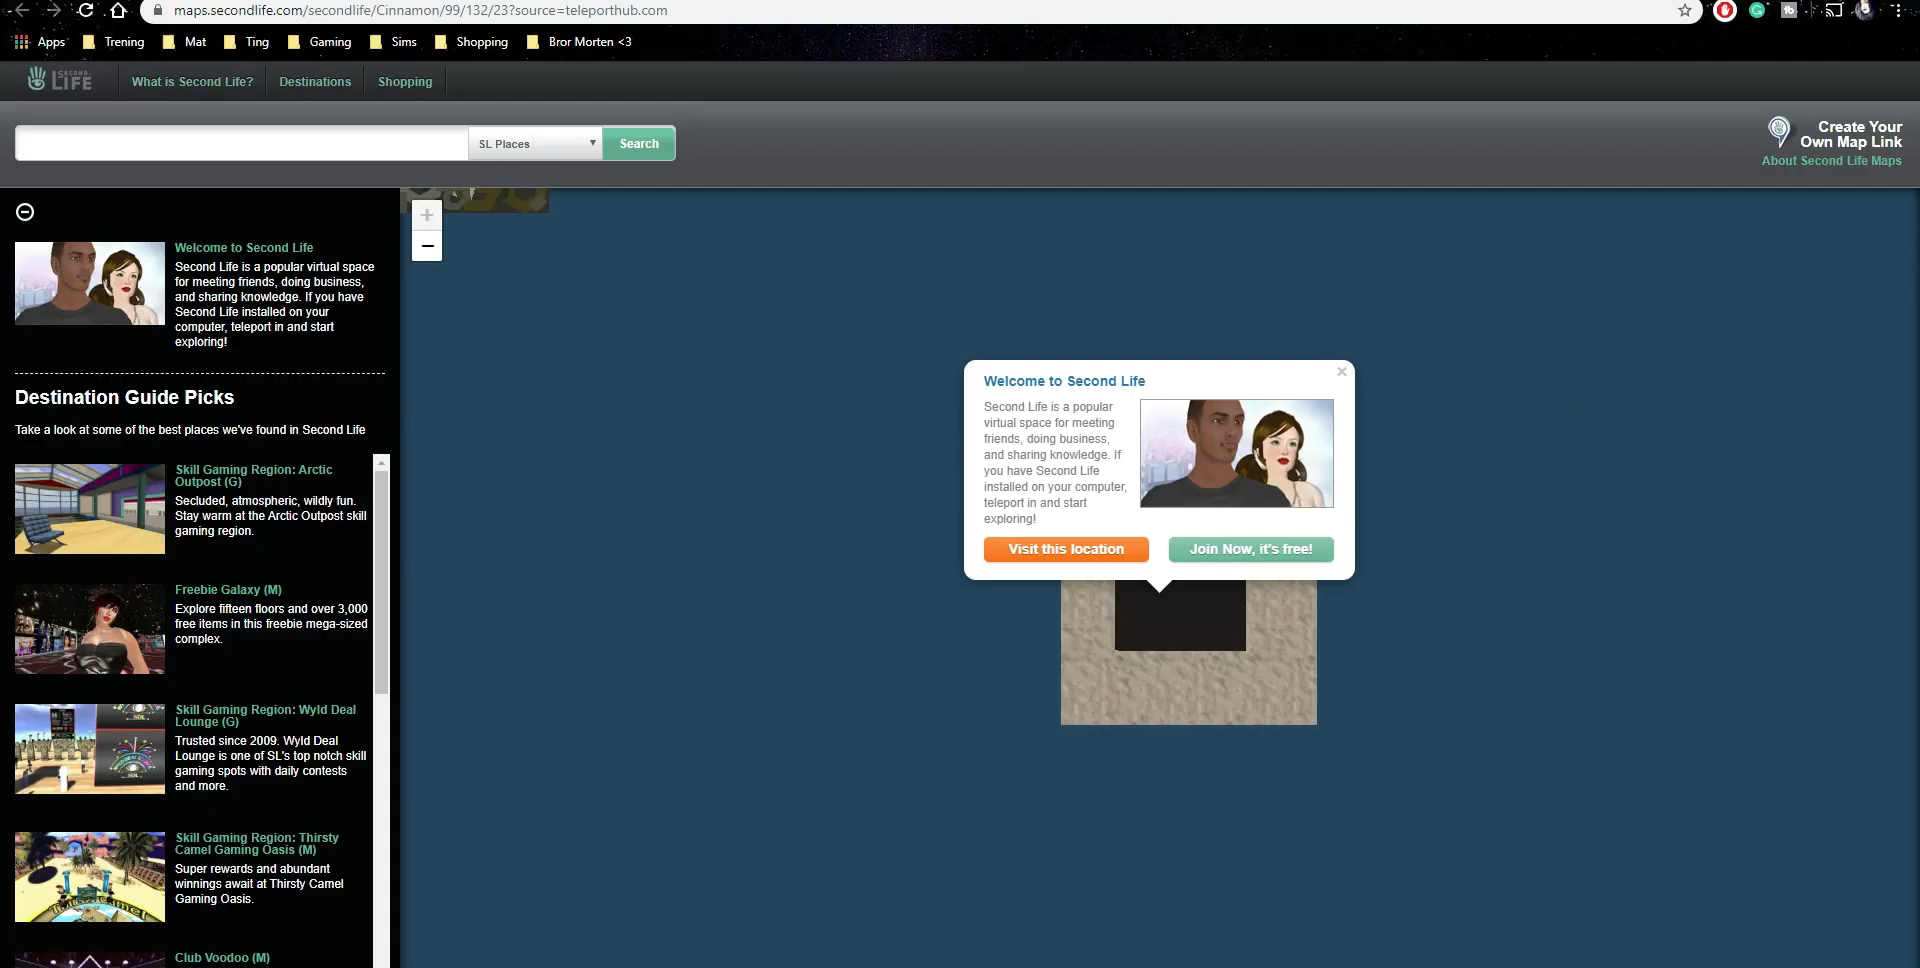 maps.secondlife.com/secondlife/Cinnamon/99/132/23?source=teleporthub.com
Apps Trening Mat Ting Gaming Sims Shopping Bror Morten <3
SECOND LIFE What is Second Life? Destinations Shopping
SL Places Search
Create Your
Own Map Link
About Second Life Maps
Welcome to Second Life
Second Life is a popular virtual space
for meeting friends, doing business,
and sharing knowledge. If you have
Second Life installed on your
computer, teleport in and start
exploring!
Destination Guide Picks
Take a look at some of the best places we've found in Second Life
Skill Gaming Region: Arctic
Outpost (G)
Secluded, atmospheric, wildly fun.
Stay warm at the Arctic Outpost skill
gaming region.
Freebie Galaxy (M)
Explore fifteen floors and over 3,000
free items in this freebie mega-sized
complex.
Skill Gaming Region: Wyld Deal
Lounge (G)
Trusted since 2009. Wyld Deal
Lounge is one of SL's top notch skill
gaming spots with daily contests
and more.
Skill Gaming Region: Thirsty
Camel Gaming Oasis (M)
Super rewards and abundant
winnings await at Thirsty Camel
Gaming Oasis.
Club Voodoo (M)
Welcome to Second Life
Second Life is a popular
virtual space for meeting
friends, doing business,
and sharing knowledge. If
you have Second Life
installed on your computer,
teleport in and start
exploring!
Visit this location Join Now, it's free!